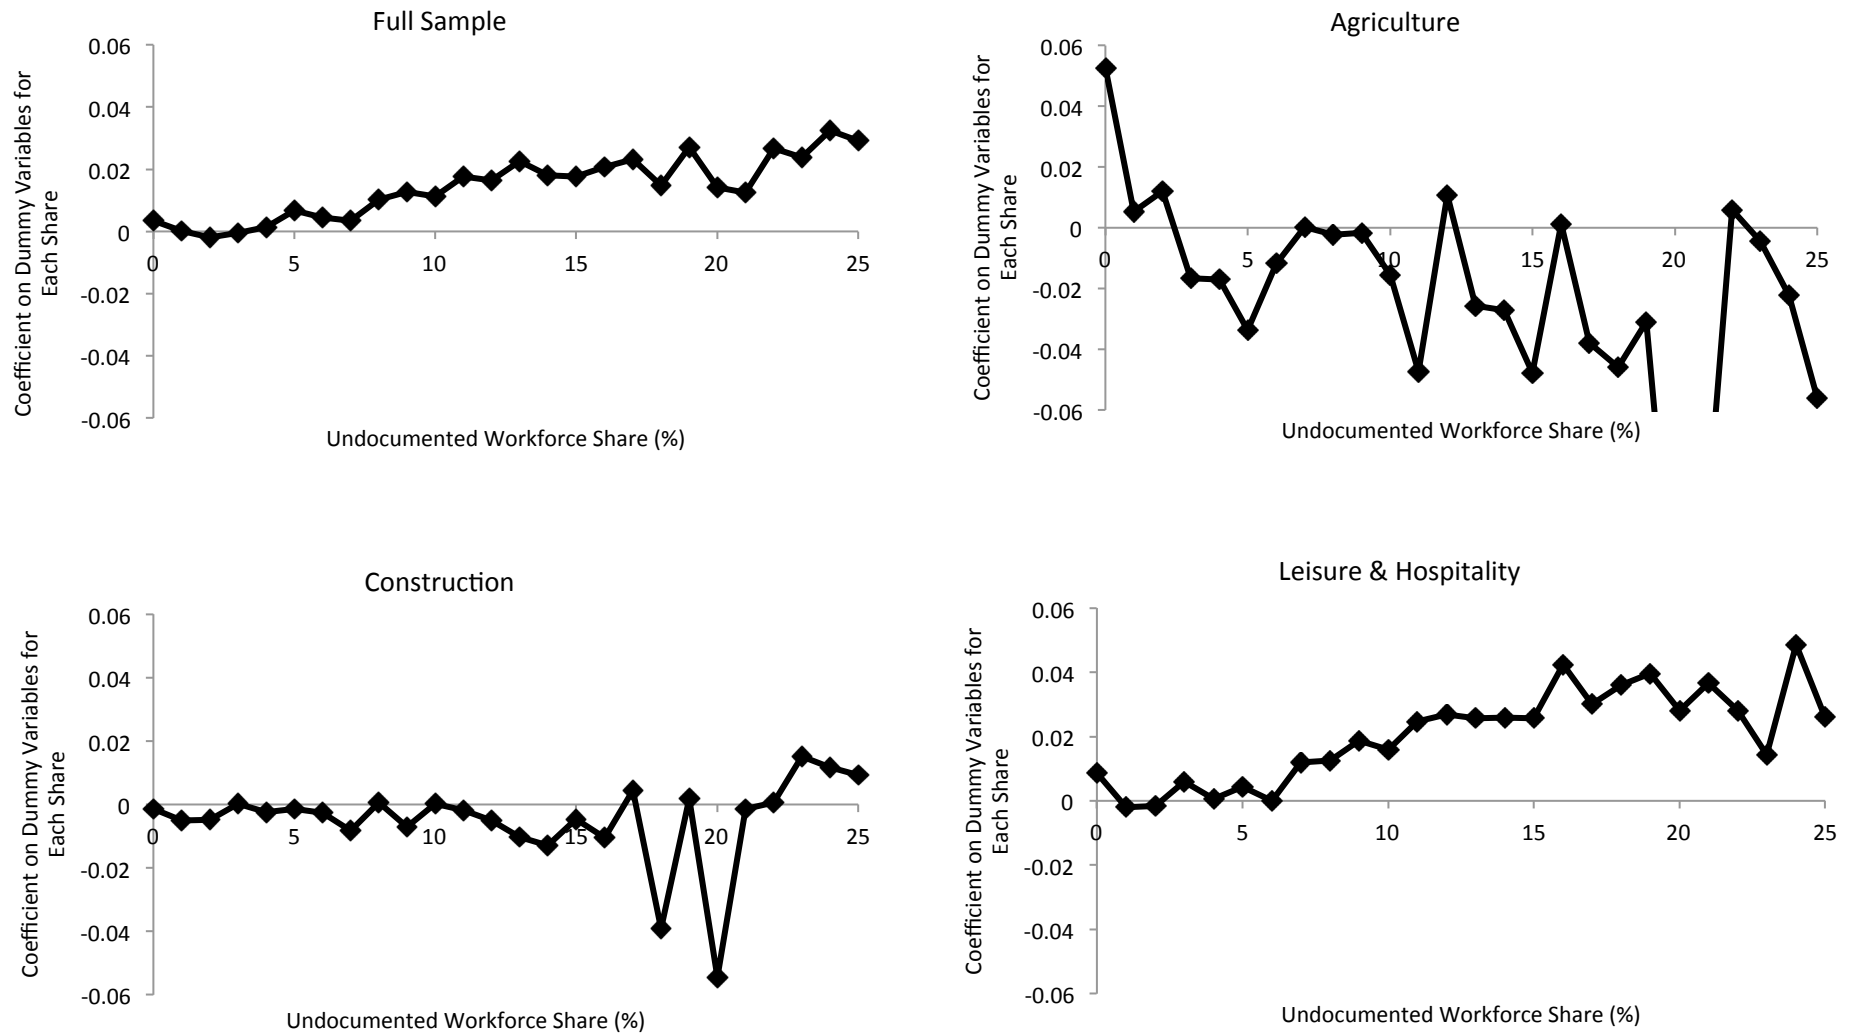 Full Sample
Coefficient on Dummy Variables for
Each Share
0.06
0.04
0.02
0
-0.02
-0.04
-0.06
0 5 10 15 20 25
Undocumented Workforce Share (%)
Agriculture
Coefficient on Dummy Variables for
Each Share
0.06
0.04
0.02
0
-0.02
-0.04
-0.06
0 5 10 15 20 25
Undocumented Workforce Share (%)
Construction
Coefficient on Dummy Variables for
Each Share
0.06
0.04
0.02
0
-0.02
-0.04
-0.06
0 5 10 15 20 25
Undocumented Workforce Share (%)
Leisure & Hospitality
Coefficient on Dummy Variables for
Each Share
0.06
0.04
0.02
0
-0.02
-0.04
-0.06
0 5 10 15 20 25
Undocumented Workforce Share (%)